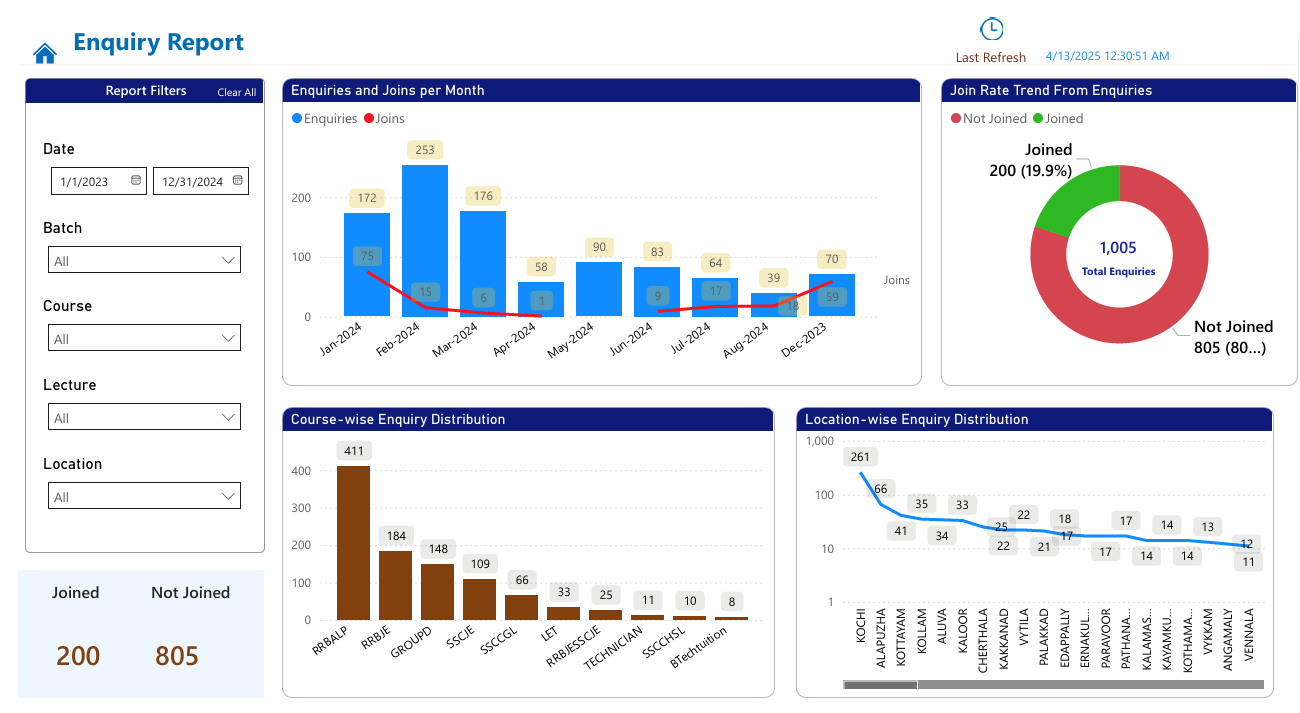 Enquiry Report
Last Refresh 4/13/2025 12:30:51 AM
Report Filters Clear All
Date
1/1/2023 12/31/2024
Batch
All
Course
All
Lecture
All
Location
All
Joined Not Joined
200 805
Enquiries and Joins per Month
Enquiries Joins
200
100
0
172 253 176 58 90 83 64 39 70
75 15 6 1 9 17 18 59
Joins
Jan-2024 Feb-2024 Mar-2024 Apr-2024 May-2024 Jun-2024 Jul-2024 Aug-2024 Dec-2023
Join Rate Trend From Enquiries
Not Joined Joined
Joined
200 (19.9%)
1,005
Total Enquiries
Not Joined
805 (80...)
Course-wise Enquiry Distribution
400
300
200
100
0
411 184 148 109 66 33 25 11 10 8
RRBALP RRBJE GROUPD SSCJE SSCCGL LET RRBJESSCJE TECHNICIAN SSCCHSL BTechtuition
Location-wise Enquiry Distribution
1,000
100
10
1
261 66 41 35 34 33 25 22 22 21 18 17 17 17 14 14 14 13 12 11
KOCHI ALAPUZHA KOTTAYAM KOLLAM ALUVA KALOOR CHERTHALA KAKKANAD VYTILA PALAKKAD EDAPPALLY ERNAKUL... PARAVOOR PATHANA... KALAMAS... KAYAMKU... KOTHAMA... VYKKAM ANGAMALY VENNALA